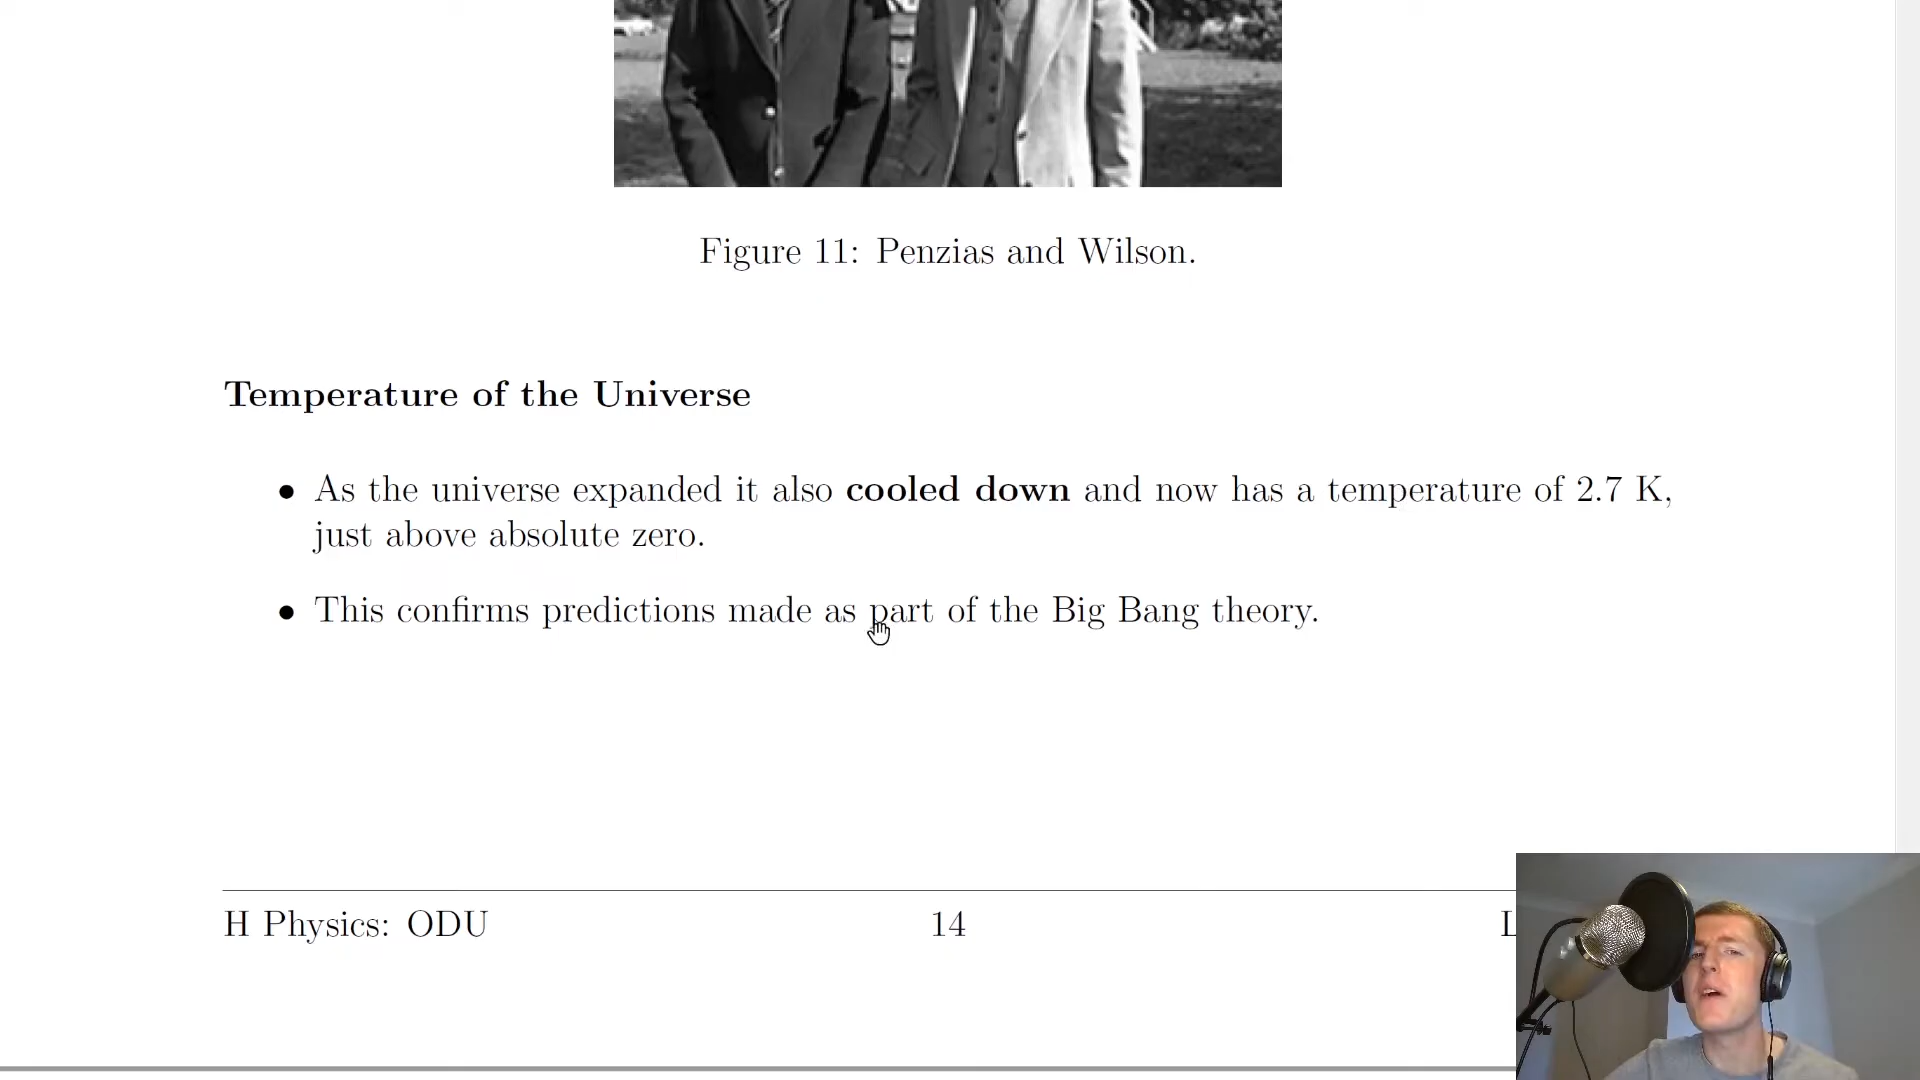 Figure 11: Penzias and Wilson.
Temperature of the Universe
• As the universe expanded it also cooled down and now has a temperature of 2.7 K,
just above absolute zero.
• This confirms predictions made as part of the Big Bang theory.
H Physics: ODU 14 L